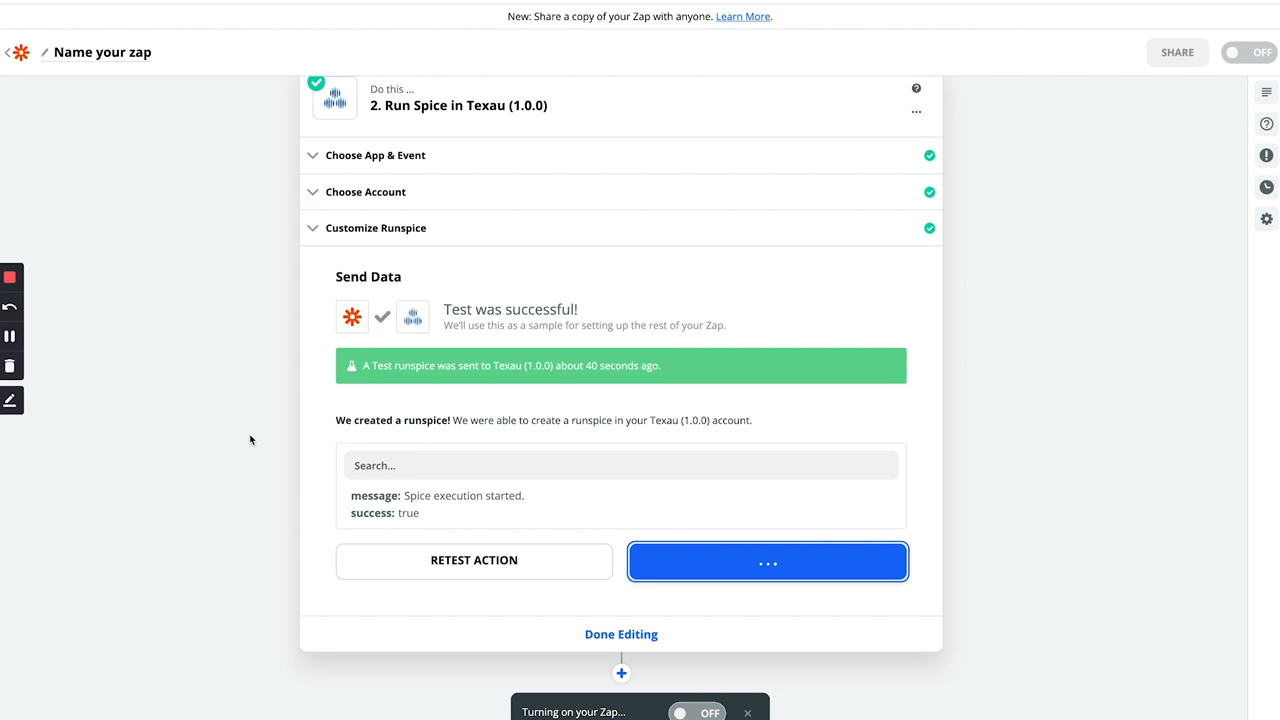 New: Share a copy of your Zap with anyone. Learn More.
Name your zap
SHARE
OFF
Do this ...
2. Run Spice in Texau (1.0.0)
Choose App & Event
Choose Account
Customize Runspice
Send Data
Test was successful!
We'll use this as a sample for setting up the rest of your Zap.
A Test runspice was sent to Texau (1.0.0) about 40 seconds ago.
We created a runspice! We were able to create a runspice in your Texau (1.0.0) account.
Search...
message: Spice execution started.
success: true
RETEST ACTION
...
Done Editing
Turning on your Zap...
OFF